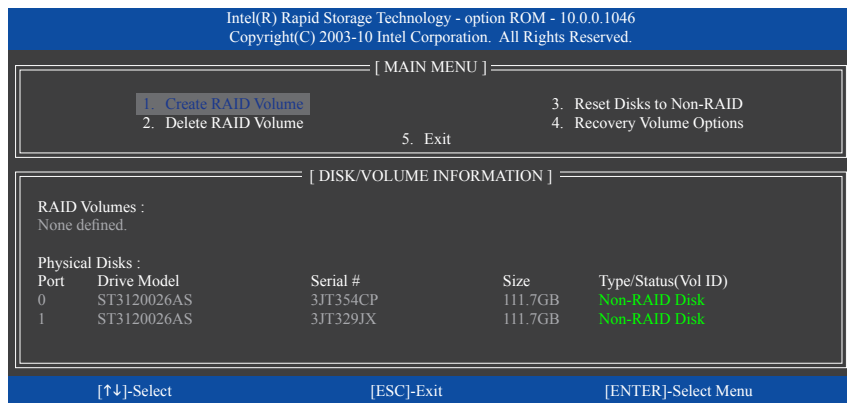 Intel(R) Rapid Storage Technology - option ROM - 10.0.0.1046
Copyright(C) 2003-10 Intel Corporation. All Rights Reserved.
[ MAIN MENU ]
1. Create RAID Volume 3. Reset Disks to Non-RAID
2. Delete RAID Volume 4. Recovery Volume Options
5. Exit
[ DISK/VOLUME INFORMATION ]
RAID Volumes :
None defined.
Physical Disks :
Port Drive Model Serial # Size Type/Status(Vol ID)
0 ST3120026AS 3JT354CP 111.7GB Non-RAID Disk
1 ST3120026AS 3JT329JX 111.7GB Non-RAID Disk
[↑↓]-Select [ESC]-Exit [ENTER]-Select Menu